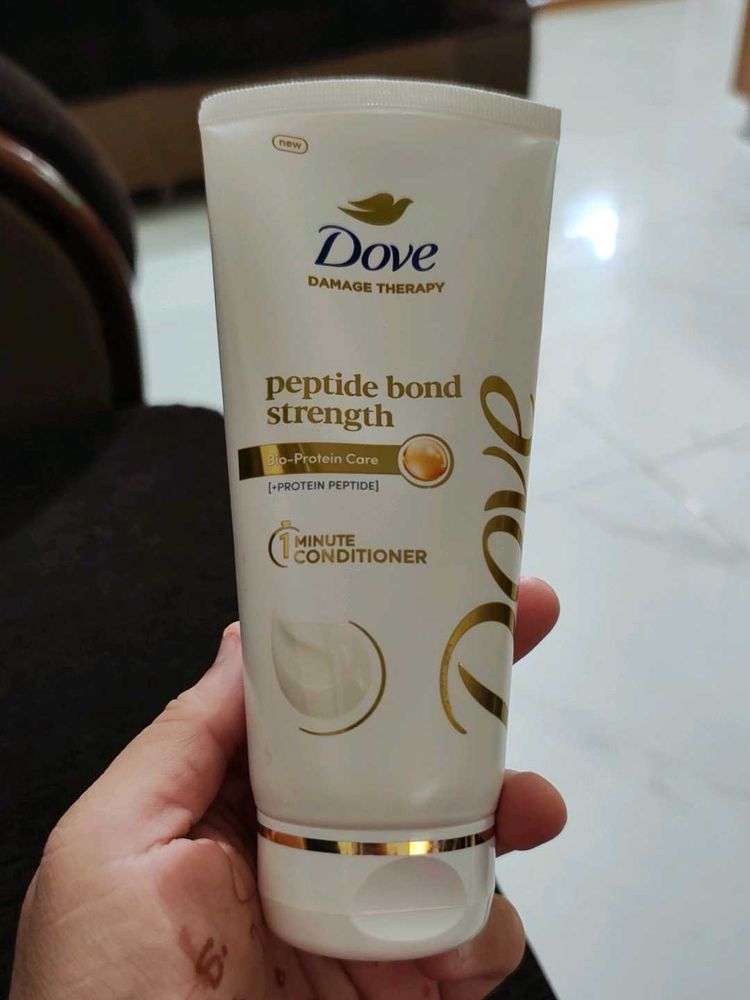 new
Dove
DAMAGE THERAPY
peptide bond
strength
Bio-Protein Care
[+PROTEIN PEPTIDE]
1 MINUTE
CONDITIONER
Dove